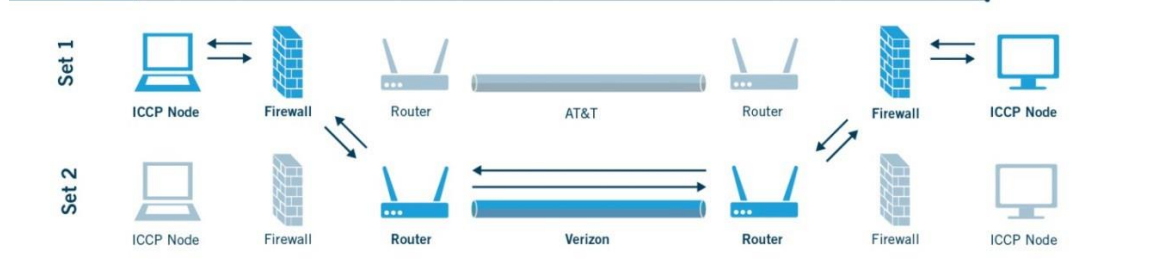 Set 1
ICCP Node
Firewall
Router
AT&T
Router
Firewall
ICCP Node
Set 2
ICCP Node
Firewall
Router
Verizon
Router
Firewall
ICCP Node